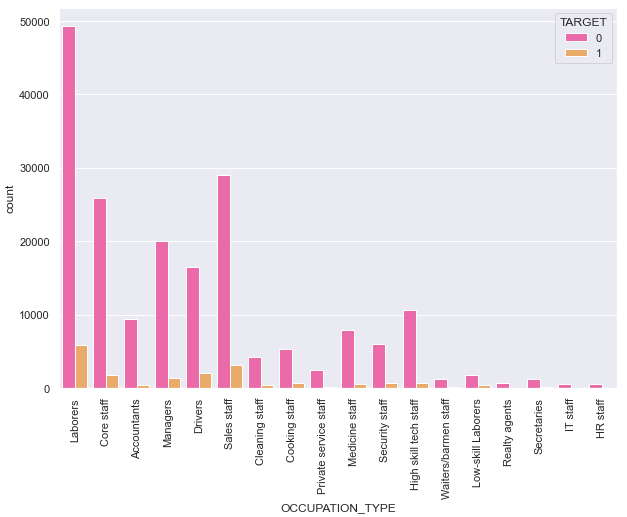 TARGET
0
1
50000
40000
30000
20000
10000
0
count
Laborers
Core staff
Accountants
Managers
Drivers
Sales staff
Cleaning staff
Cooking staff
Private service staff
Medicine staff
Security staff
High skill tech staff
Waiters/barmen staff
Low-skill Laborers
Realty agents
Secretaries
IT staff
HR staff
OCCUPATION_TYPE